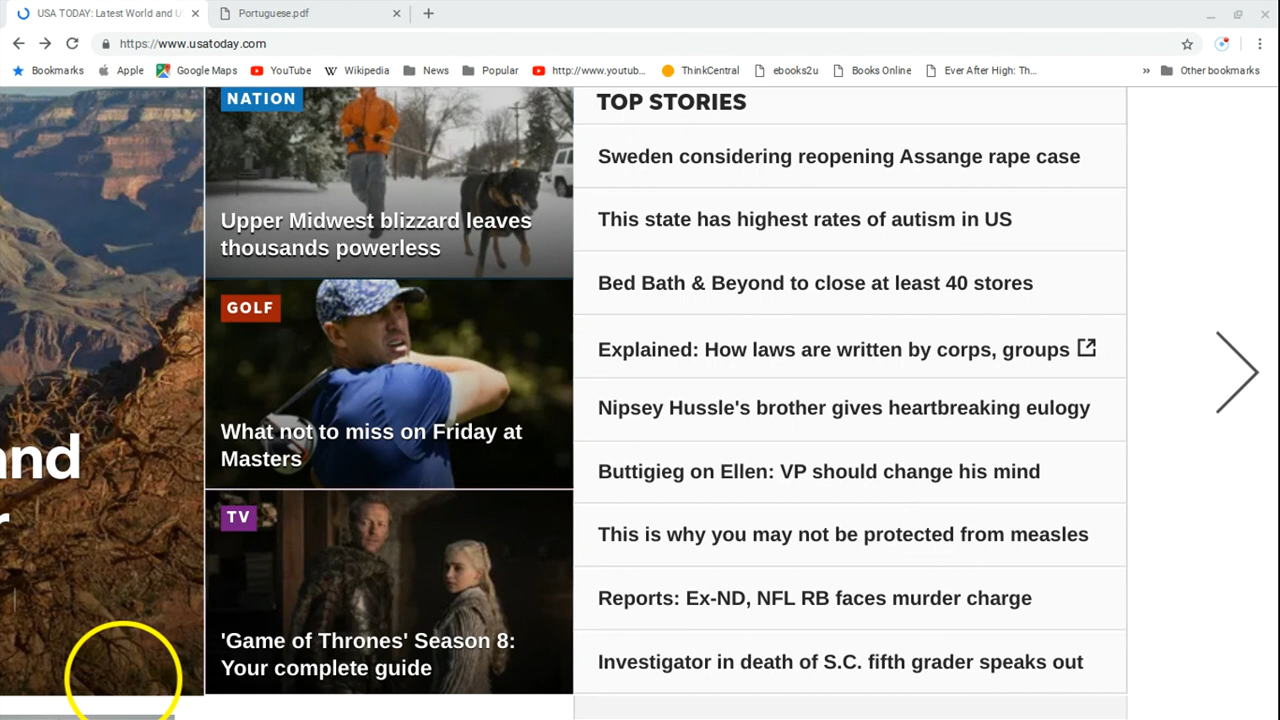 USA TODAY: Latest World and U
Portuguese.pdf
https://www.usatoday.com
Bookmarks
Apple
Google Maps
YouTube
Wikipedia
News
Popular
http://www.youtub...
ThinkCentral
ebooks2u
Books Online
Ever After High: Th...
»
Other bookmarks
and
r
NATION
Upper Midwest blizzard leaves
thousands powerless
GOLF
What not to miss on Friday at
Masters
TV
'Game of Thrones' Season 8:
Your complete guide
TOP STORIES
Sweden considering reopening Assange rape case
This state has highest rates of autism in US
Bed Bath & Beyond to close at least 40 stores
Explained: How laws are written by corps, groups
Nipsey Hussle's brother gives heartbreaking eulogy
Buttigieg on Ellen: VP should change his mind
This is why you may not be protected from measles
Reports: Ex-ND, NFL RB faces murder charge
Investigator in death of S.C. fifth grader speaks out